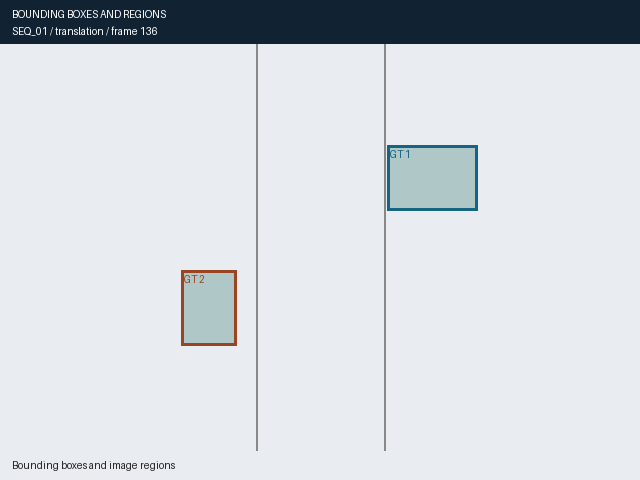 BOUNDING BOXES AND REGIONS
SEQ_01 / translation / frame 136
GT1
GT2
Bounding boxes and image regions